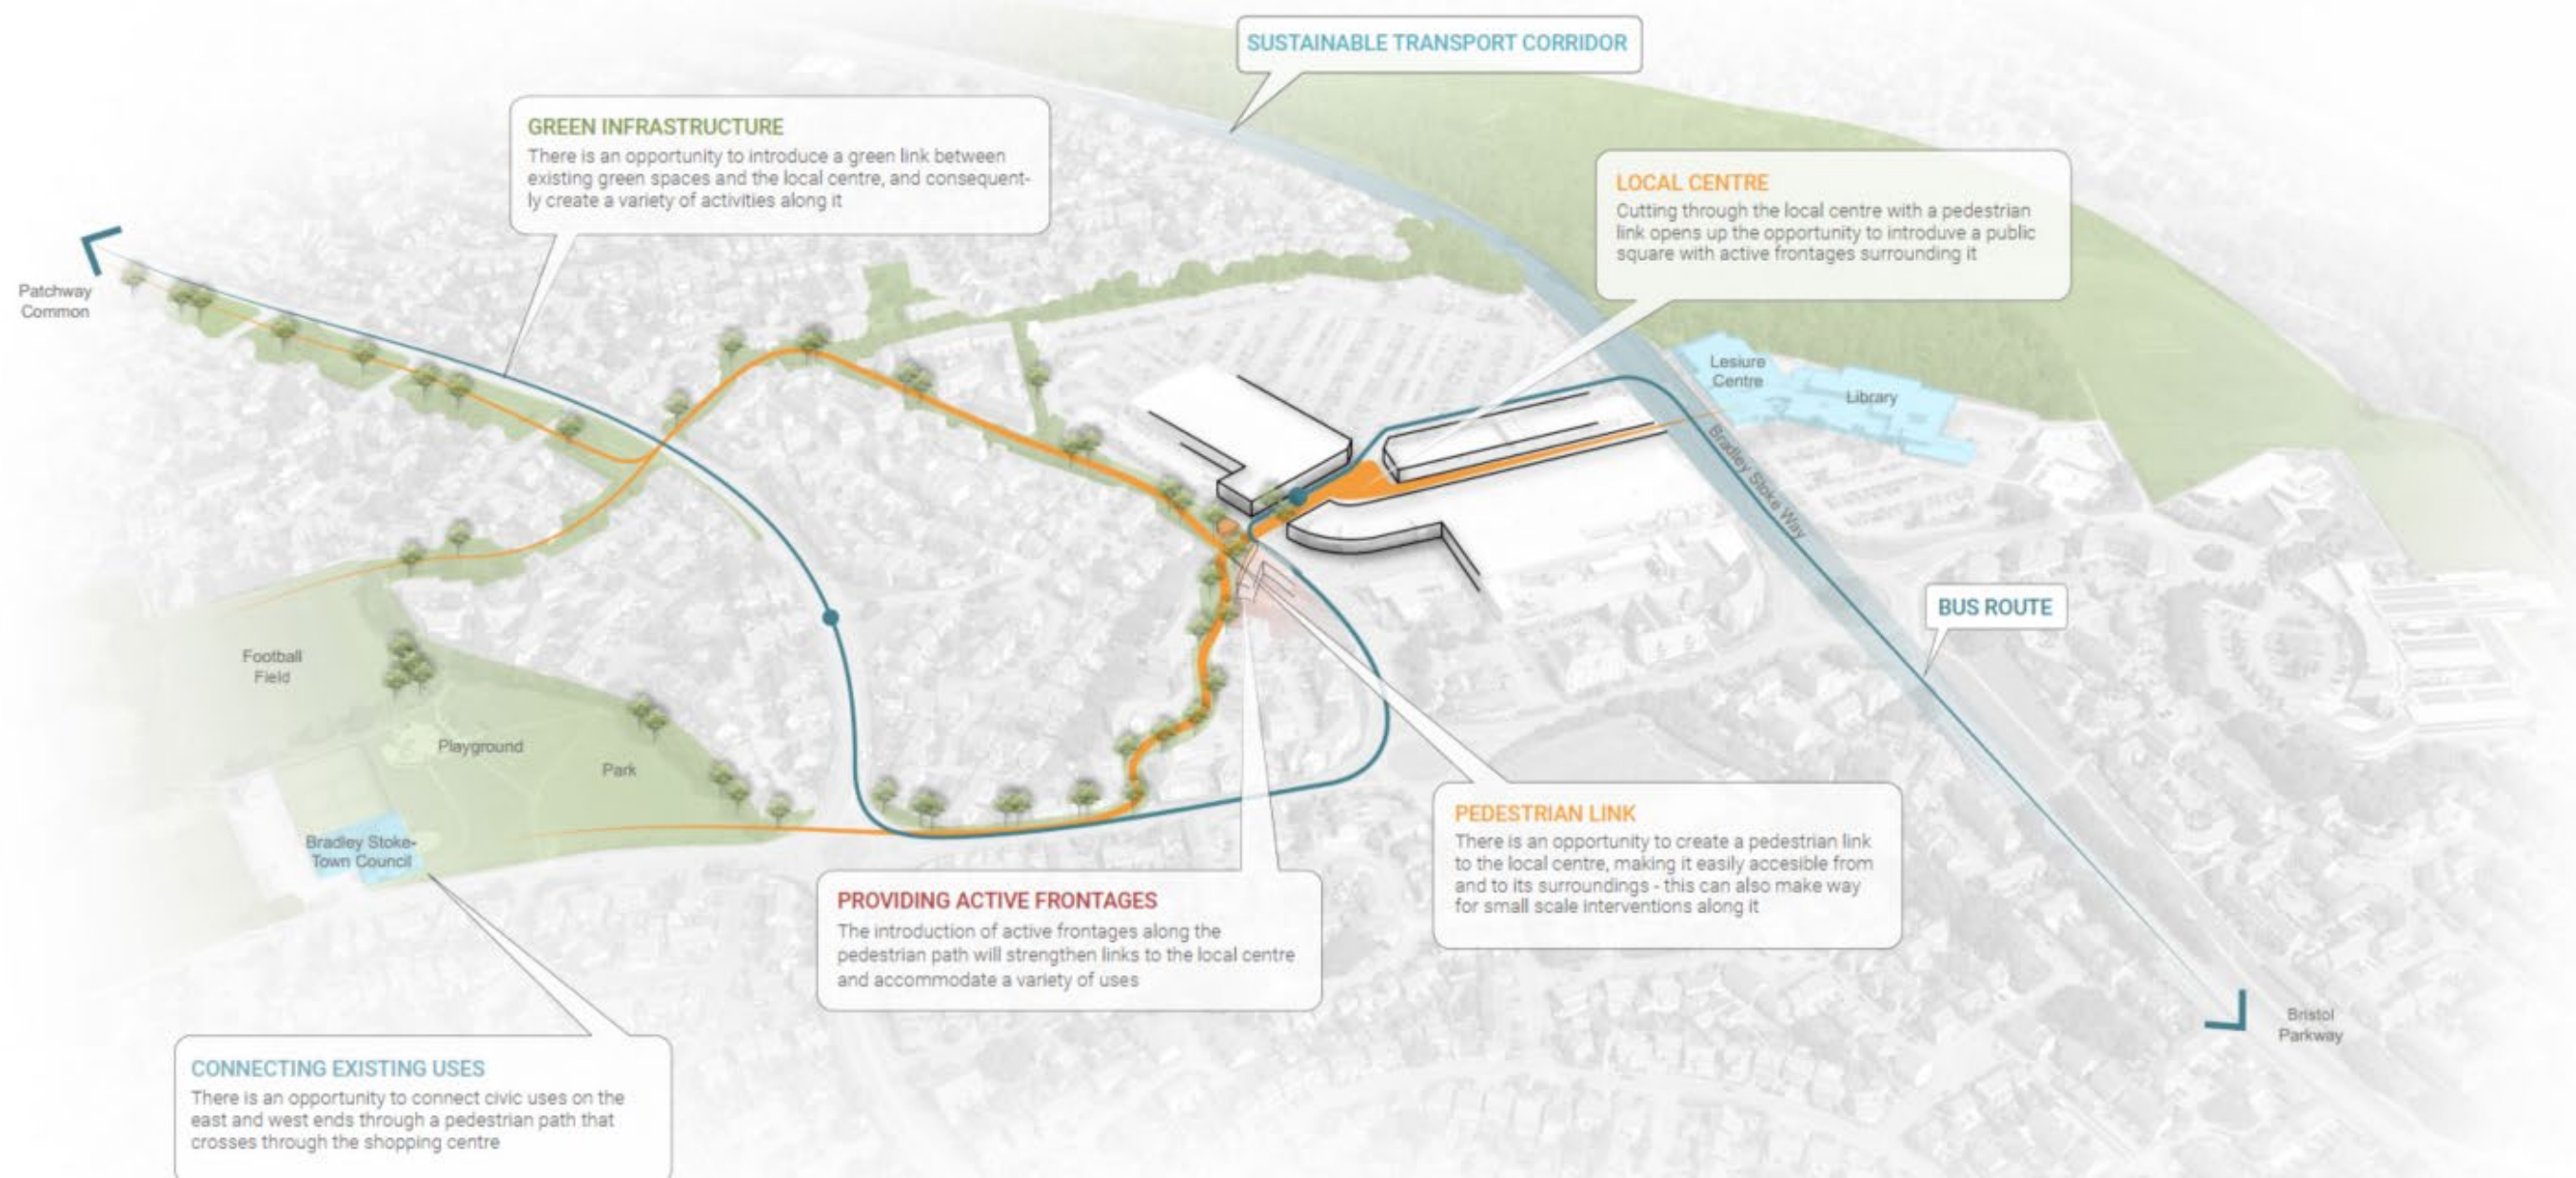 SUSTAINABLE TRANSPORT CORRIDOR
GREEN INFRASTRUCTURE
There is an opportunity to introduce a green link between
existing green spaces and the local centre, and consequent-
ly create a variety of activities along it
LOCAL CENTRE
Cutting through the local centre with a pedestrian
link opens up the opportunity to introduve a public
square with active frontages surrounding it
Patchway
Common
Lesiure
Centre
Library
Bradley Stoke Way
BUS ROUTE
Football
Field
Playground
Park
Bradley Stoke-
Town Council
PEDESTRIAN LINK
There is an opportunity to create a pedestrian link
to the local centre, making it easily accesible from
and to its surroundings - this can also make way
for small scale interventions along it
PROVIDING ACTIVE FRONTAGES
The introduction of active frontages along the
pedestrian path will strengthen links to the local centre
and accommodate a variety of uses
Bristol
Parkway
CONNECTING EXISTING USES
There is an opportunity to connect civic uses on the
east and west ends through a pedestrian path that
crosses through the shopping centre